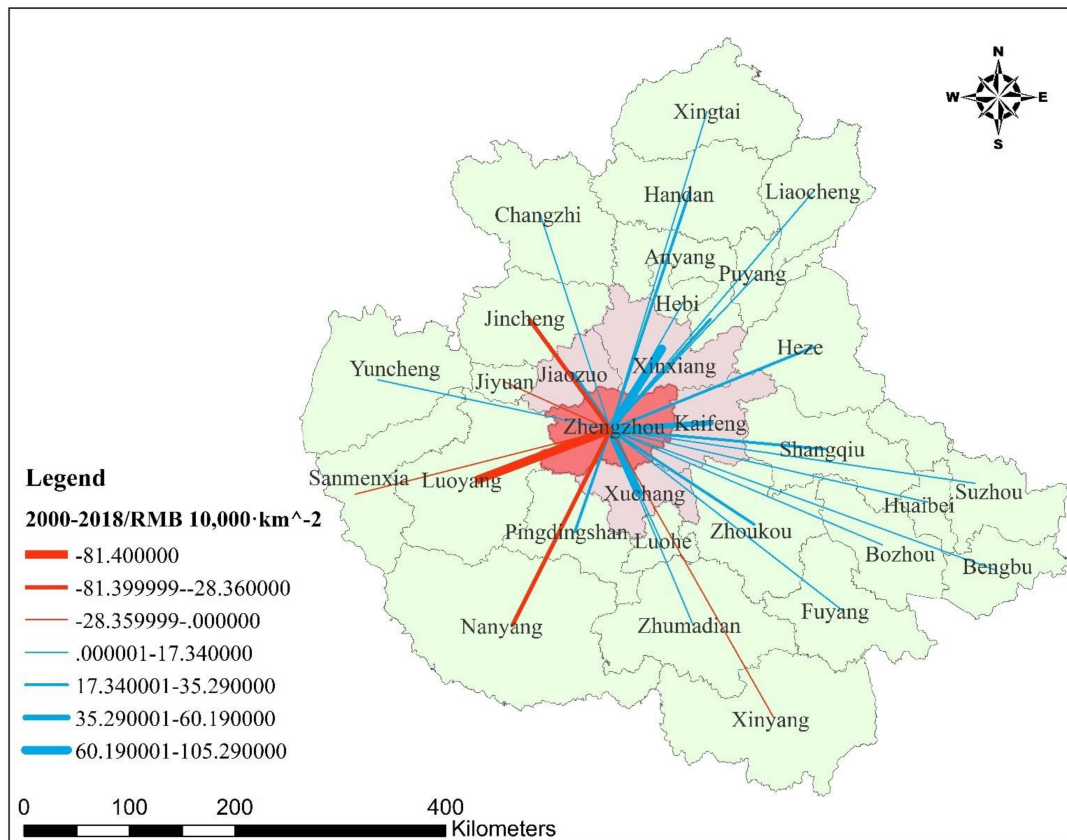 N
W E
S
Xingtai
Handan
Liaocheng
Changzhi
Anyang
Puyang
Hebi
Jincheng
Heze
Xinxiang
Yuncheng
Jiyuan
Jiaozuo
Zhengzhou
Kaifeng
Shangqiu
Sanmenxia
Luoyang
Suzhou
Xuchang
Huaibei
Pingdingshan
Luohe
Zhoukou
Bozhou
Bengbu
Fuyang
Nanyang
Zhumadian
Xinyang
Legend
2000-2018/RMB 10,000·km^-2
-81.400000
-81.399999--28.360000
-28.359999-.000000
.000001-17.340000
17.340001-35.290000
35.290001-60.190000
60.190001-105.290000
0 100 200 400
Kilometers